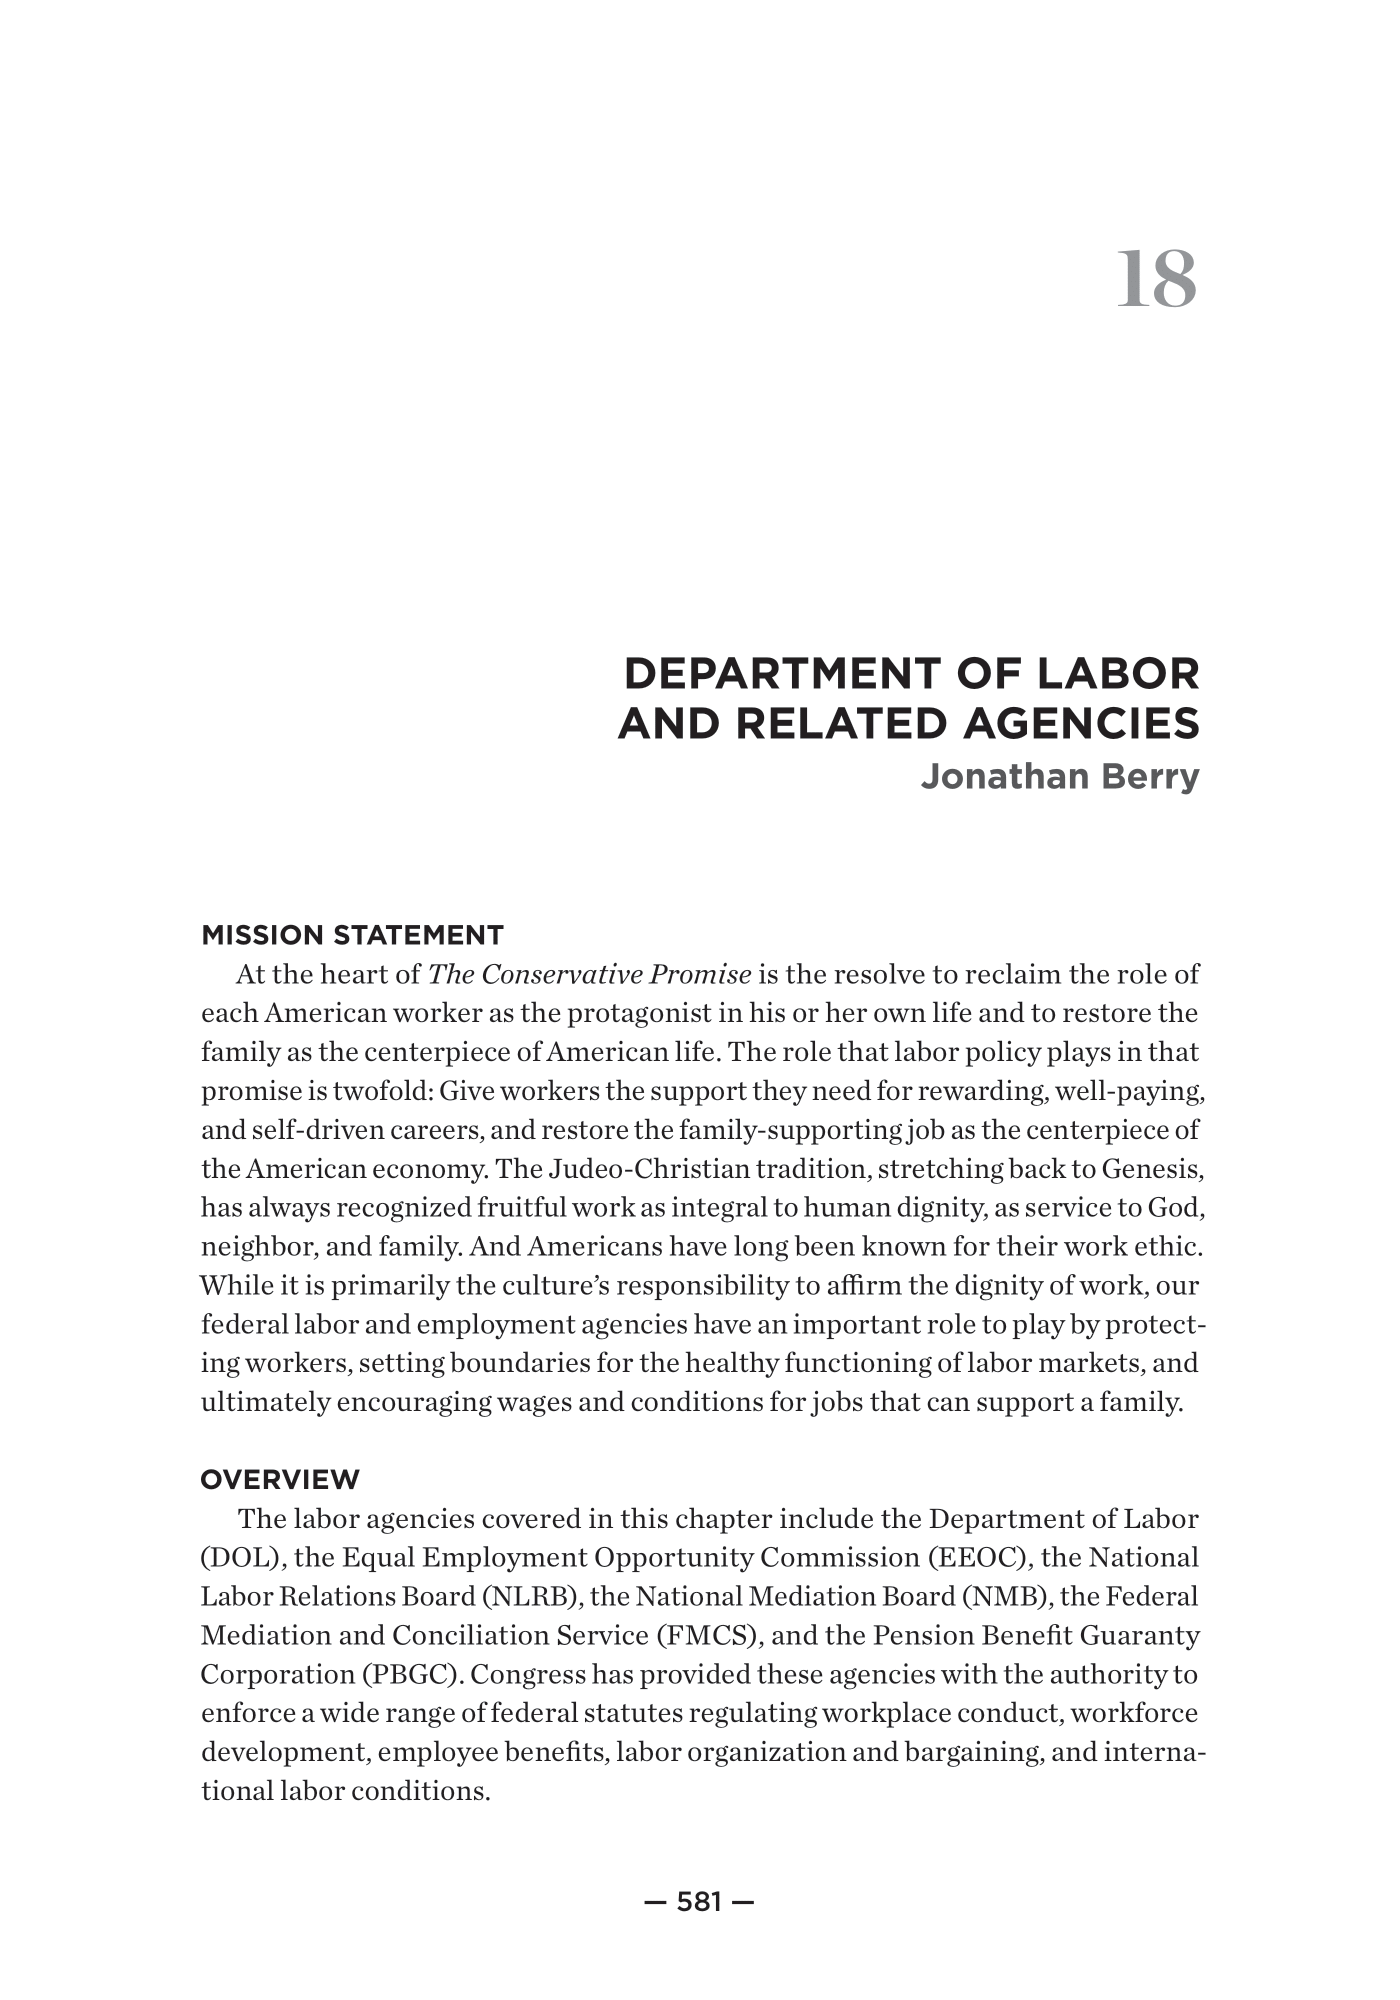 18
DEPARTMENT OF LABOR
AND RELATED AGENCIES
Jonathan Berry
MISSION STATEMENT
At the heart of The Conservative Promise is the resolve to reclaim the role of
each American worker as the protagonist in his or her own life and to restore the
family as the centerpiece of American life. The role that labor policy plays in that
promise is twofold: Give workers the support they need for rewarding, well-paying,
and self-driven careers, and restore the family-supporting job as the centerpiece of
the American economy. The Judeo-Christian tradition, stretching back to Genesis,
has always recognized fruitful work as integral to human dignity, as service to God,
neighbor, and family. And Americans have long been known for their work ethic.
While it is primarily the culture’s responsibility to affirm the dignity of work, our
federal labor and employment agencies have an important role to play by protect-
ing workers, setting boundaries for the healthy functioning of labor markets, and
ultimately encouraging wages and conditions for jobs that can support a family.
OVERVIEW
The labor agencies covered in this chapter include the Department of Labor
(DOL), the Equal Employment Opportunity Commission (EEOC), the National
Labor Relations Board (NLRB), the National Mediation Board (NMB), the Federal
Mediation and Conciliation Service (FMCS), and the Pension Benefit Guaranty
Corporation (PBGC). Congress has provided these agencies with the authority to
enforce a wide range of federal statutes regulating workplace conduct, workforce
development, employee benefits, labor organization and bargaining, and interna-
tional labor conditions.
— 581 —